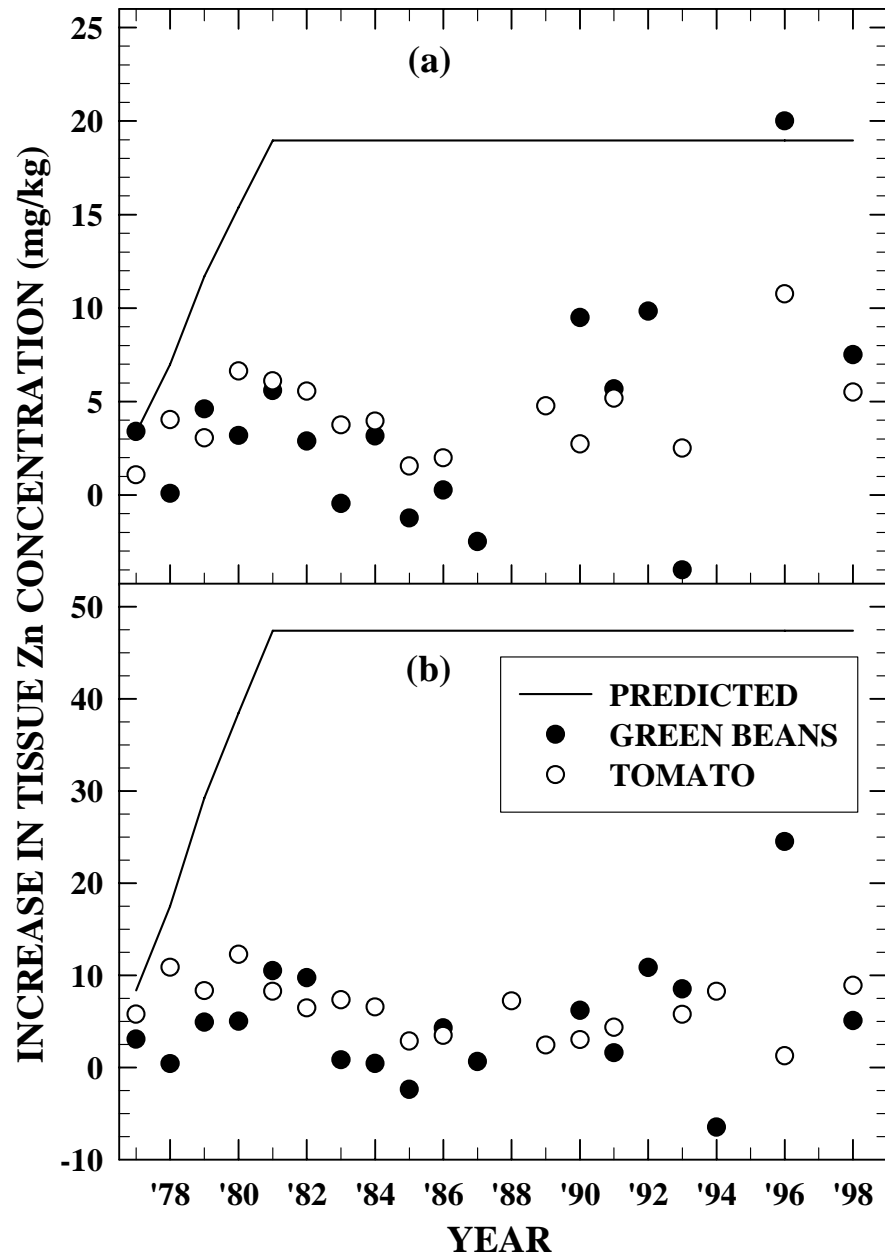 INCREASE IN TISSUE Zn CONCENTRATION (mg/kg)
25
(a)
20
15
10
5
0
50
(b)
40
PREDICTED
GREEN BEANS
TOMATO
30
20
10
0
-10
'78 '80 '82 '84 '86 '88 '90 '92 '94 '96 '98
YEAR